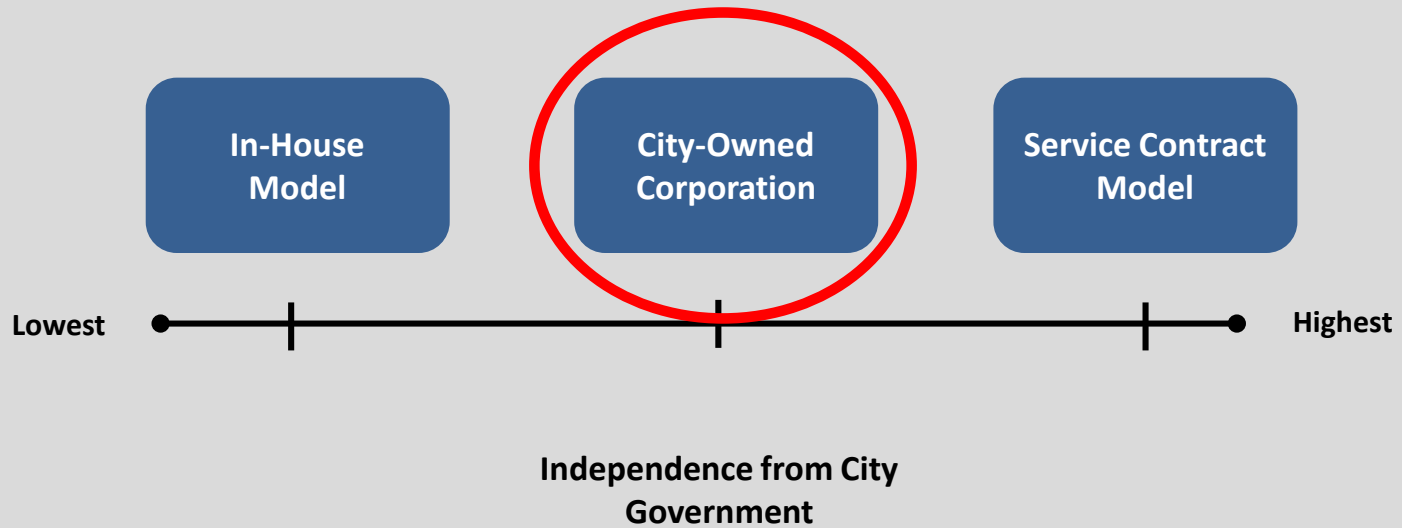 In-House
Model
City-Owned
Corporation
Service Contract
Model
Lowest
Highest
Independence from City
Government